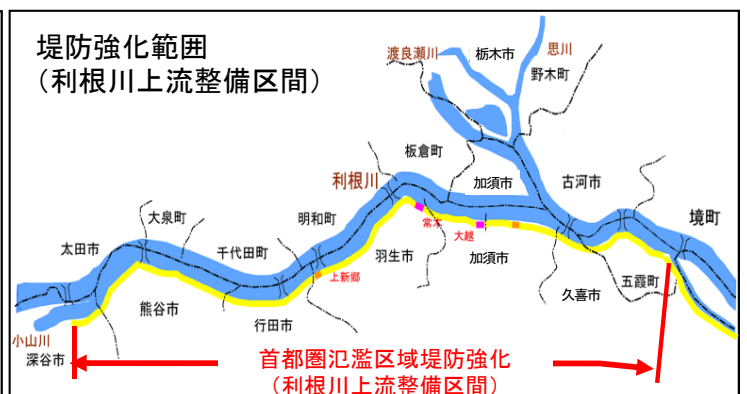 堤防強化範囲
（利根川上流整備区間）
渡良瀬川
栃木市
思川
野木町
板倉町
利根川
加須市
古河市
大泉町
明和町
境町
太田市
千代田町
常木
大越
羽生市
加須市
上新郷
五霞町
熊谷市
久喜市
行田市
小山川
深谷市
首都圏氾濫区域堤防強化
（利根川上流整備区間）